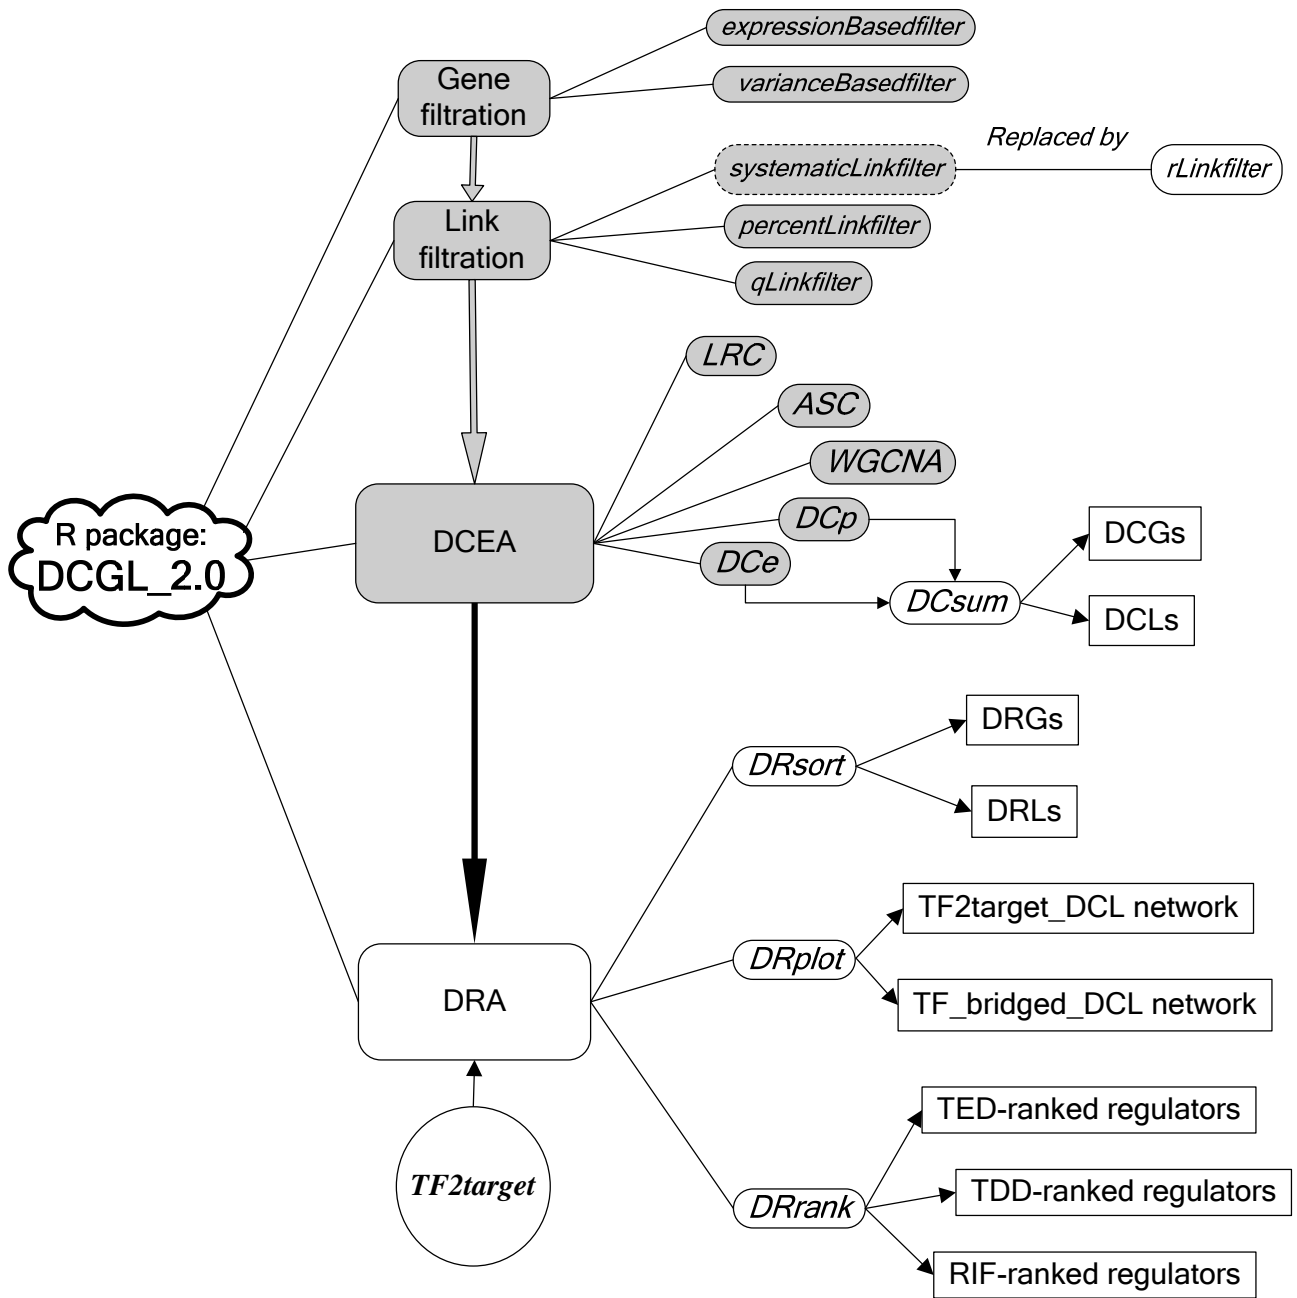 expressionBasedfilter
Gene
filtration
varianceBasedfilter
Replaced by
systematicLinkfilter
rLinkfilter
Link
filtration
percentLinkfilter
qLinkfilter
LRC
ASC
WGCNA
R package:
DCGL_2.0
DCEA
DCp
DCe
DCsum
DCGs
DCLs
DRGs
DRsort
DRLs
TF2target_DCL network
DRplot
TF_bridged_DCL network
DRA
TF2target
TED-ranked regulators
DRrank
TDD-ranked regulators
RIF-ranked regulators